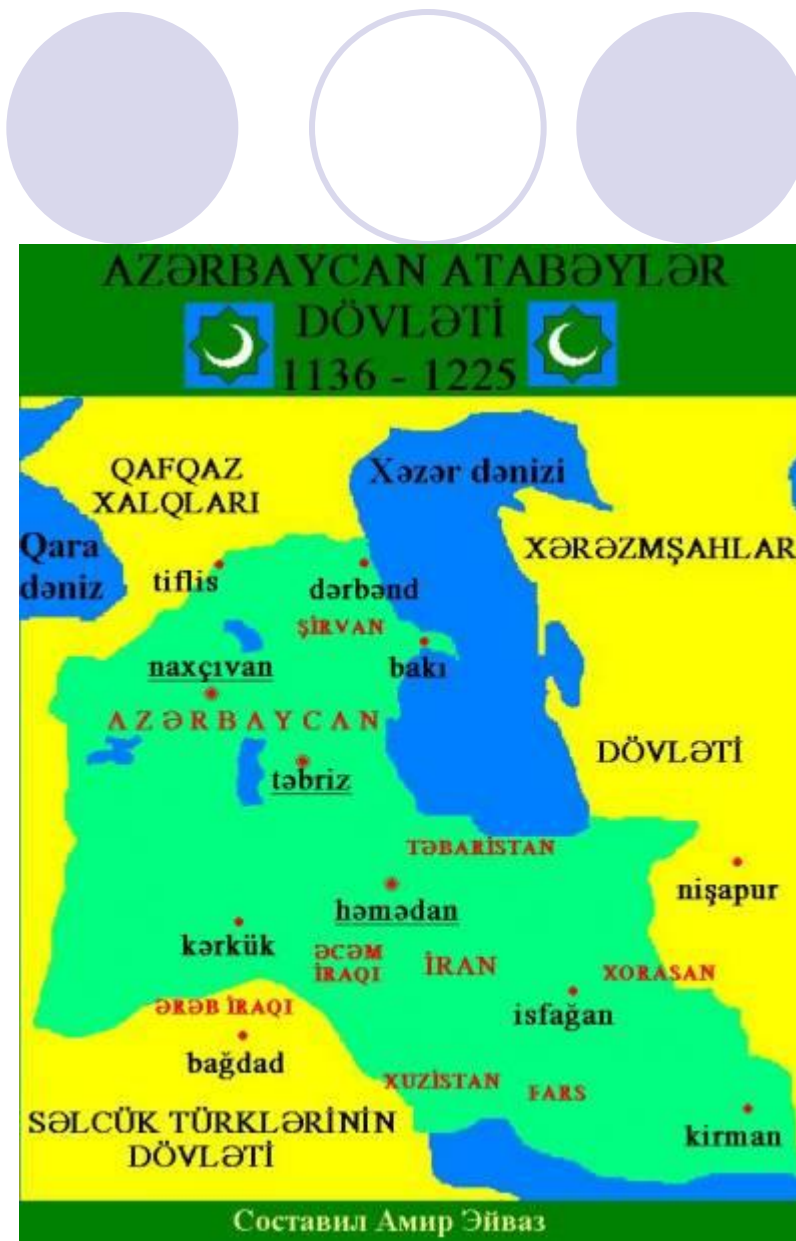 AZƏRBAYCAN ATABƏYLƏR
DÖVLƏTİ
1136 - 1225
QAFQAZ
XALQLARI
Xəzər dənizi
Qara
dəniz
XƏRƏZMŞAHLAR
tiflis
dərbənd
ŞİRVAN
naxçıvan
bakı
AZƏRBAYCAN
DÖVLƏTİ
təbriz
TƏBARİSTAN
nişapur
həmədan
kərkük
ƏCƏM
İRAQI
İRAN
XORASAN
ƏRƏB İRAQI
isfağan
bağdad
XUZİSTAN
FARS
SƏLCÜK TÜRKLƏRİNİN
DÖVLƏTİ
kirman
Составил Амир Эйваз